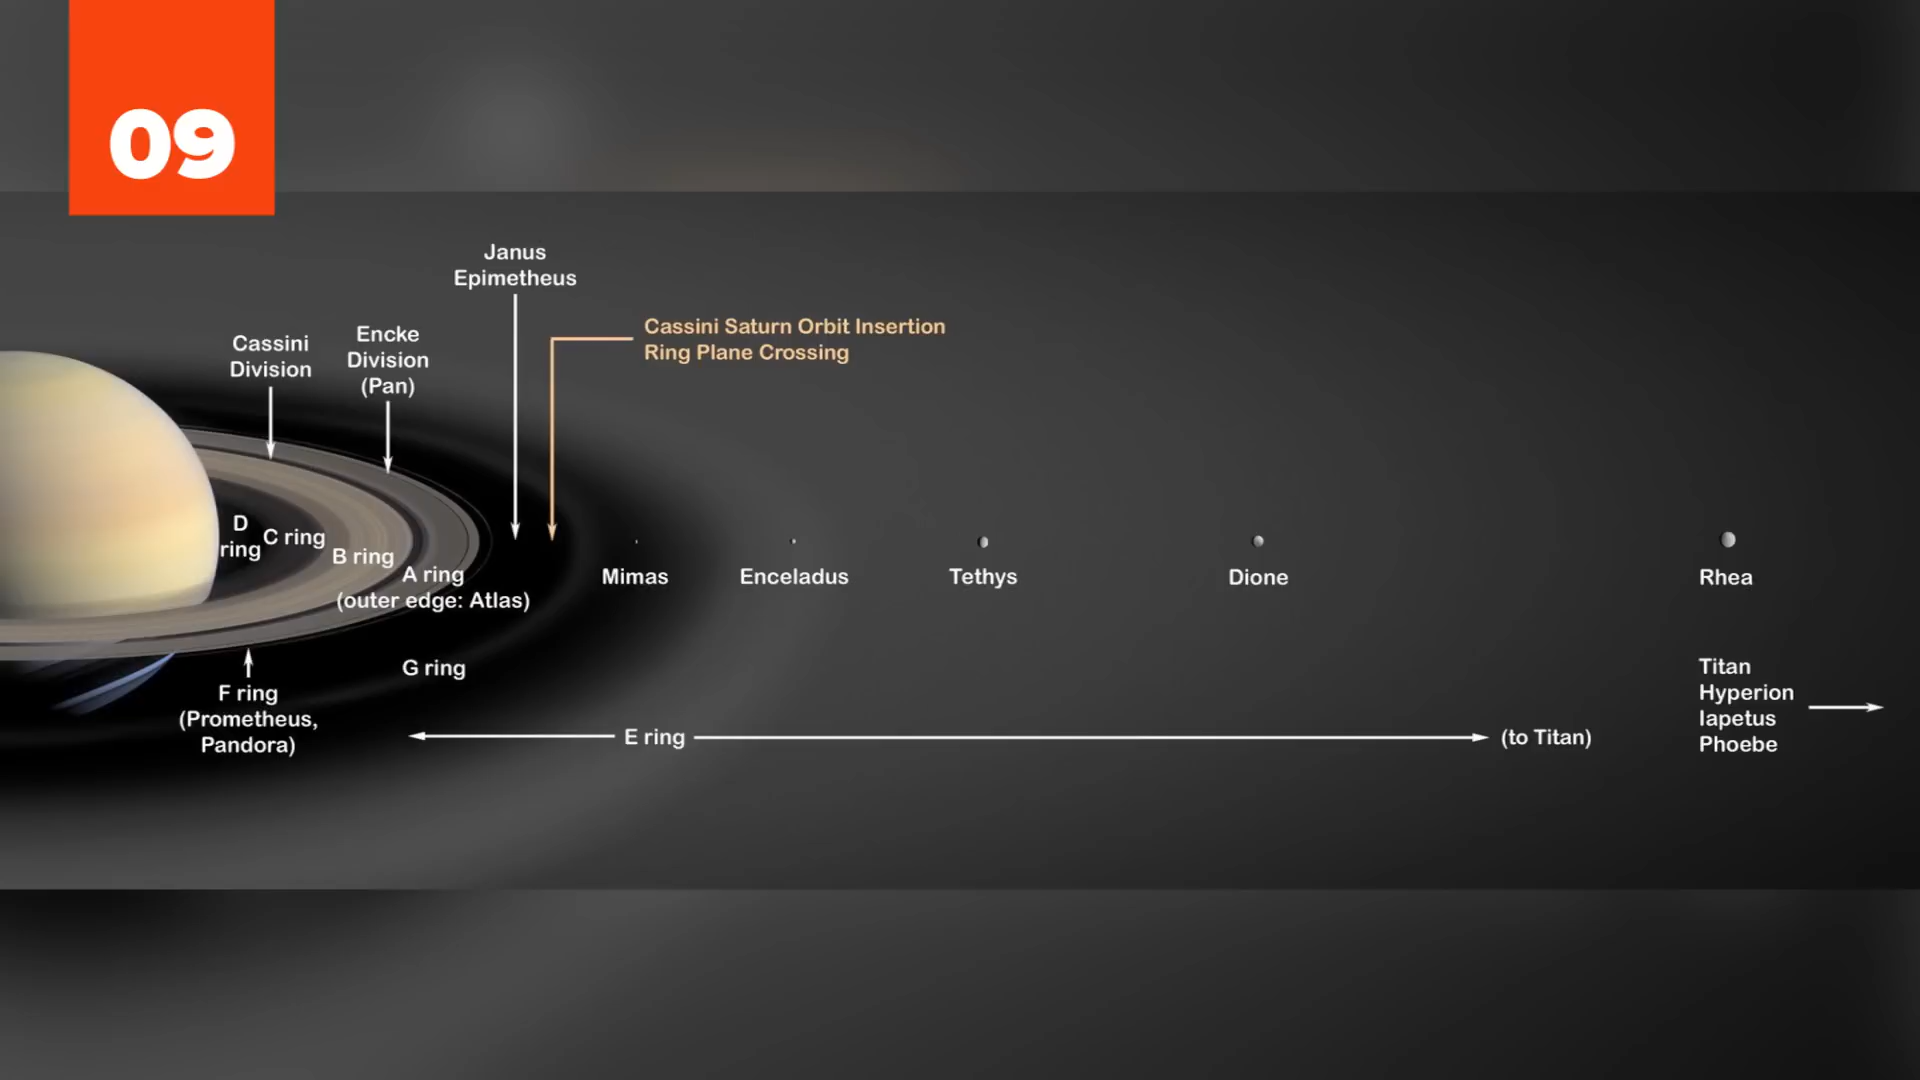 09
Janus
Epimetheus
Cassini Saturn Orbit Insertion
Ring Plane Crossing
Cassini
Division
Encke
Division
(Pan)
D
ring
C ring
B ring
A ring
(outer edge: Atlas)
Mimas
Enceladus
Tethys
Dione
Rhea
G ring
F ring
(Prometheus,
Pandora)
E ring
(to Titan)
Titan
Hyperion
Iapetus
Phoebe